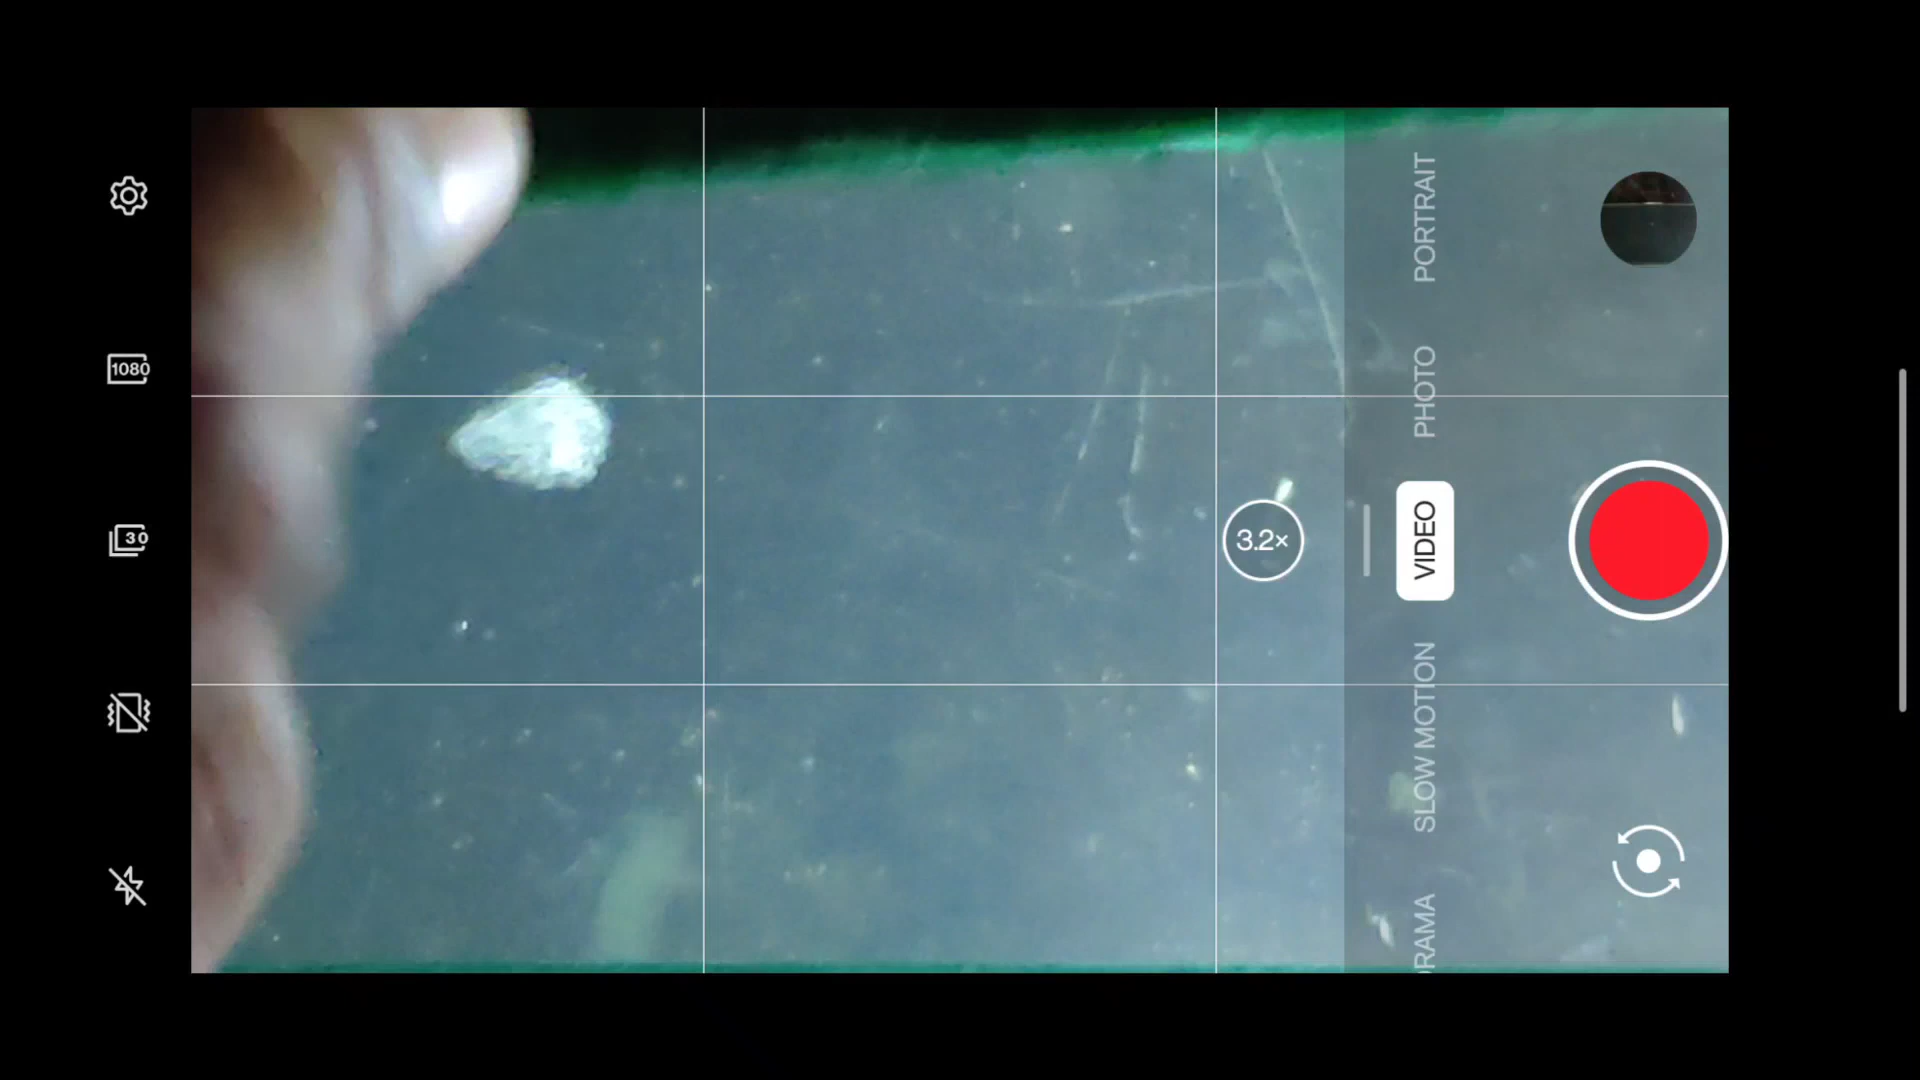 1080
30
3.2×
PORTRAIT
PHOTO
VIDEO
SLOW MOTION
RAMA